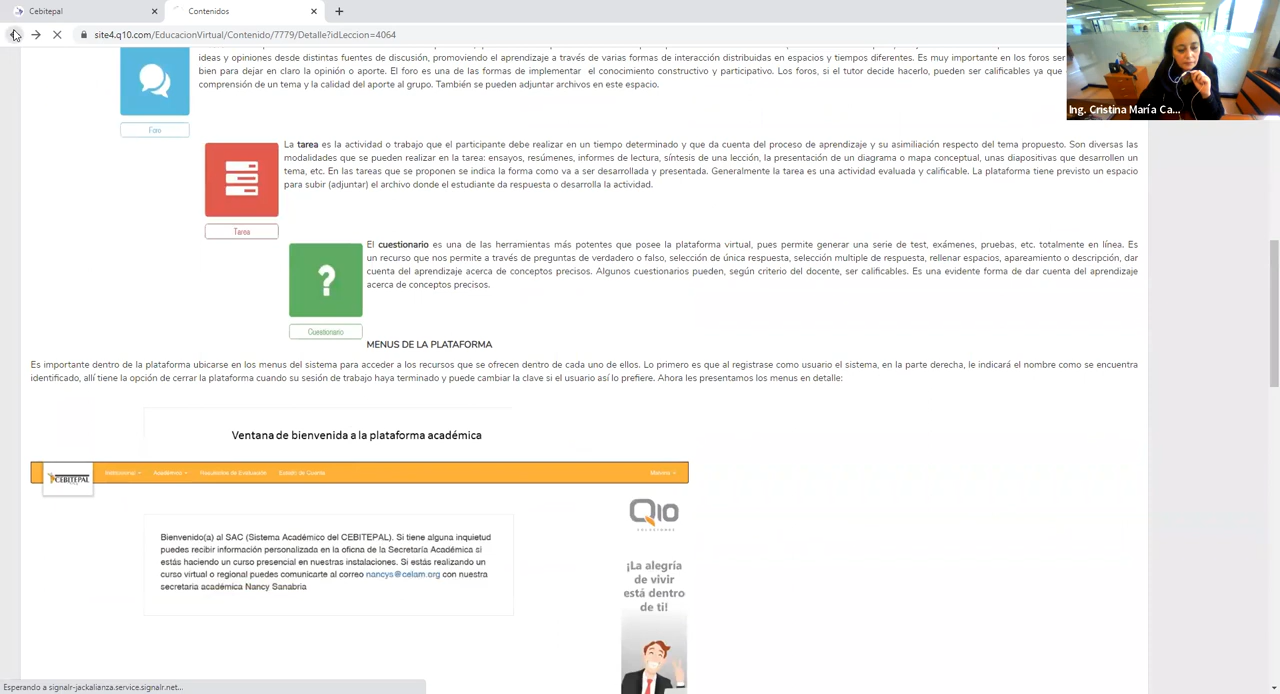 Cebitepal
Contenidos
site4.q10.com/EducacionVirtual/Contenido/7779/Detalle?idLeccion=4064
ideas y opiniones desde distintas fuentes de discusión, promoviendo el aprendizaje a través de varias formas de interacción distribuidas en espacios y tiempos diferentes. Es muy importante en los foros ser
bien para dejar en claro la opinión o aporte. El foro es una de las formas de implementar el conocimiento constructivo y participativo. Los foros, si el tutor decide hacerlo, pueden ser calificables ya que
comprensión de un tema y la calidad del aporte al grupo. También se pueden adjuntar archivos en este espacio.
Foro
Ing. Cristina María Ca...
La tarea es la actividad o trabajo que el participante debe realizar en un tiempo determinado y que da cuenta del proceso de aprendizaje y su asimiliación respecto del tema propuesto. Son diversas las
modalidades que se pueden realizar en la tarea: ensayos, resúmenes, informes de lectura, síntesis de una lección, la presentación de un diagrama o mapa conceptual, unas diapositivas que desarrollen un
tema, etc. En las tareas que se proponen se indica la forma como va a ser desarrollada y presentada. Generalmente la tarea es una actividad evaluada y calificable. La plataforma tiene previsto un espacio
para subir (adjuntar) el archivo donde el estudiante da respuesta o desarrolla la actividad.
Tarea
El cuestionario es una de las herramientas más potentes que posee la plataforma virtual, pues permite generar una serie de test, exámenes, pruebas, etc. totalmente en línea. Es
un recurso que nos permite a través de preguntas de verdadero o falso, selección de única respuesta, selección multiple de respuesta, rellenar espacios, apareamiento o descripción, dar
cuenta del aprendizaje acerca de conceptos precisos. Algunos cuestionarios pueden, según criterio del docente, ser calificables. Es una evidente forma de dar cuenta del aprendizaje
acerca de conceptos precisos.
Cuestionario
MENUS DE LA PLATAFORMA
Es importante dentro de la plataforma ubicarse en los menus del sistema para acceder a los recursos que se ofrecen dentro de cada uno de ellos. Lo primero es que al registrase como usuario el sistema, en la parte derecha, le indicará el nombre como se encuentra
identificado, allí tiene la opción de cerrar la plataforma cuando su sesión de trabajo haya terminado y puede cambiar la clave si el usuario así lo prefiere. Ahora les presentamos los menus en detalle:
Ventana de bienvenida a la plataforma académica
CEBITEPAL Institucional Académico Resultados de Evaluación Estado de Cuenta
Q10
SOLUCIONES
Bienvenido(a) al SAC (Sistema Académico del CEBITEPAL). Si tiene alguna inquietud
puedes recibir información personalizada en la oficina de la Secretaría Académica si
estás haciendo un curso presencial en nuestras instalaciones. Si estás realizando un
curso virtual o regional puedes comunicarte al correo nancys@celam.org con nuestra
secretaria académica Nancy Sanabria
¡La alegría
de vivir
está dentro
de ti!
Esperando a signalr-jackalianza.service.signalr.net...